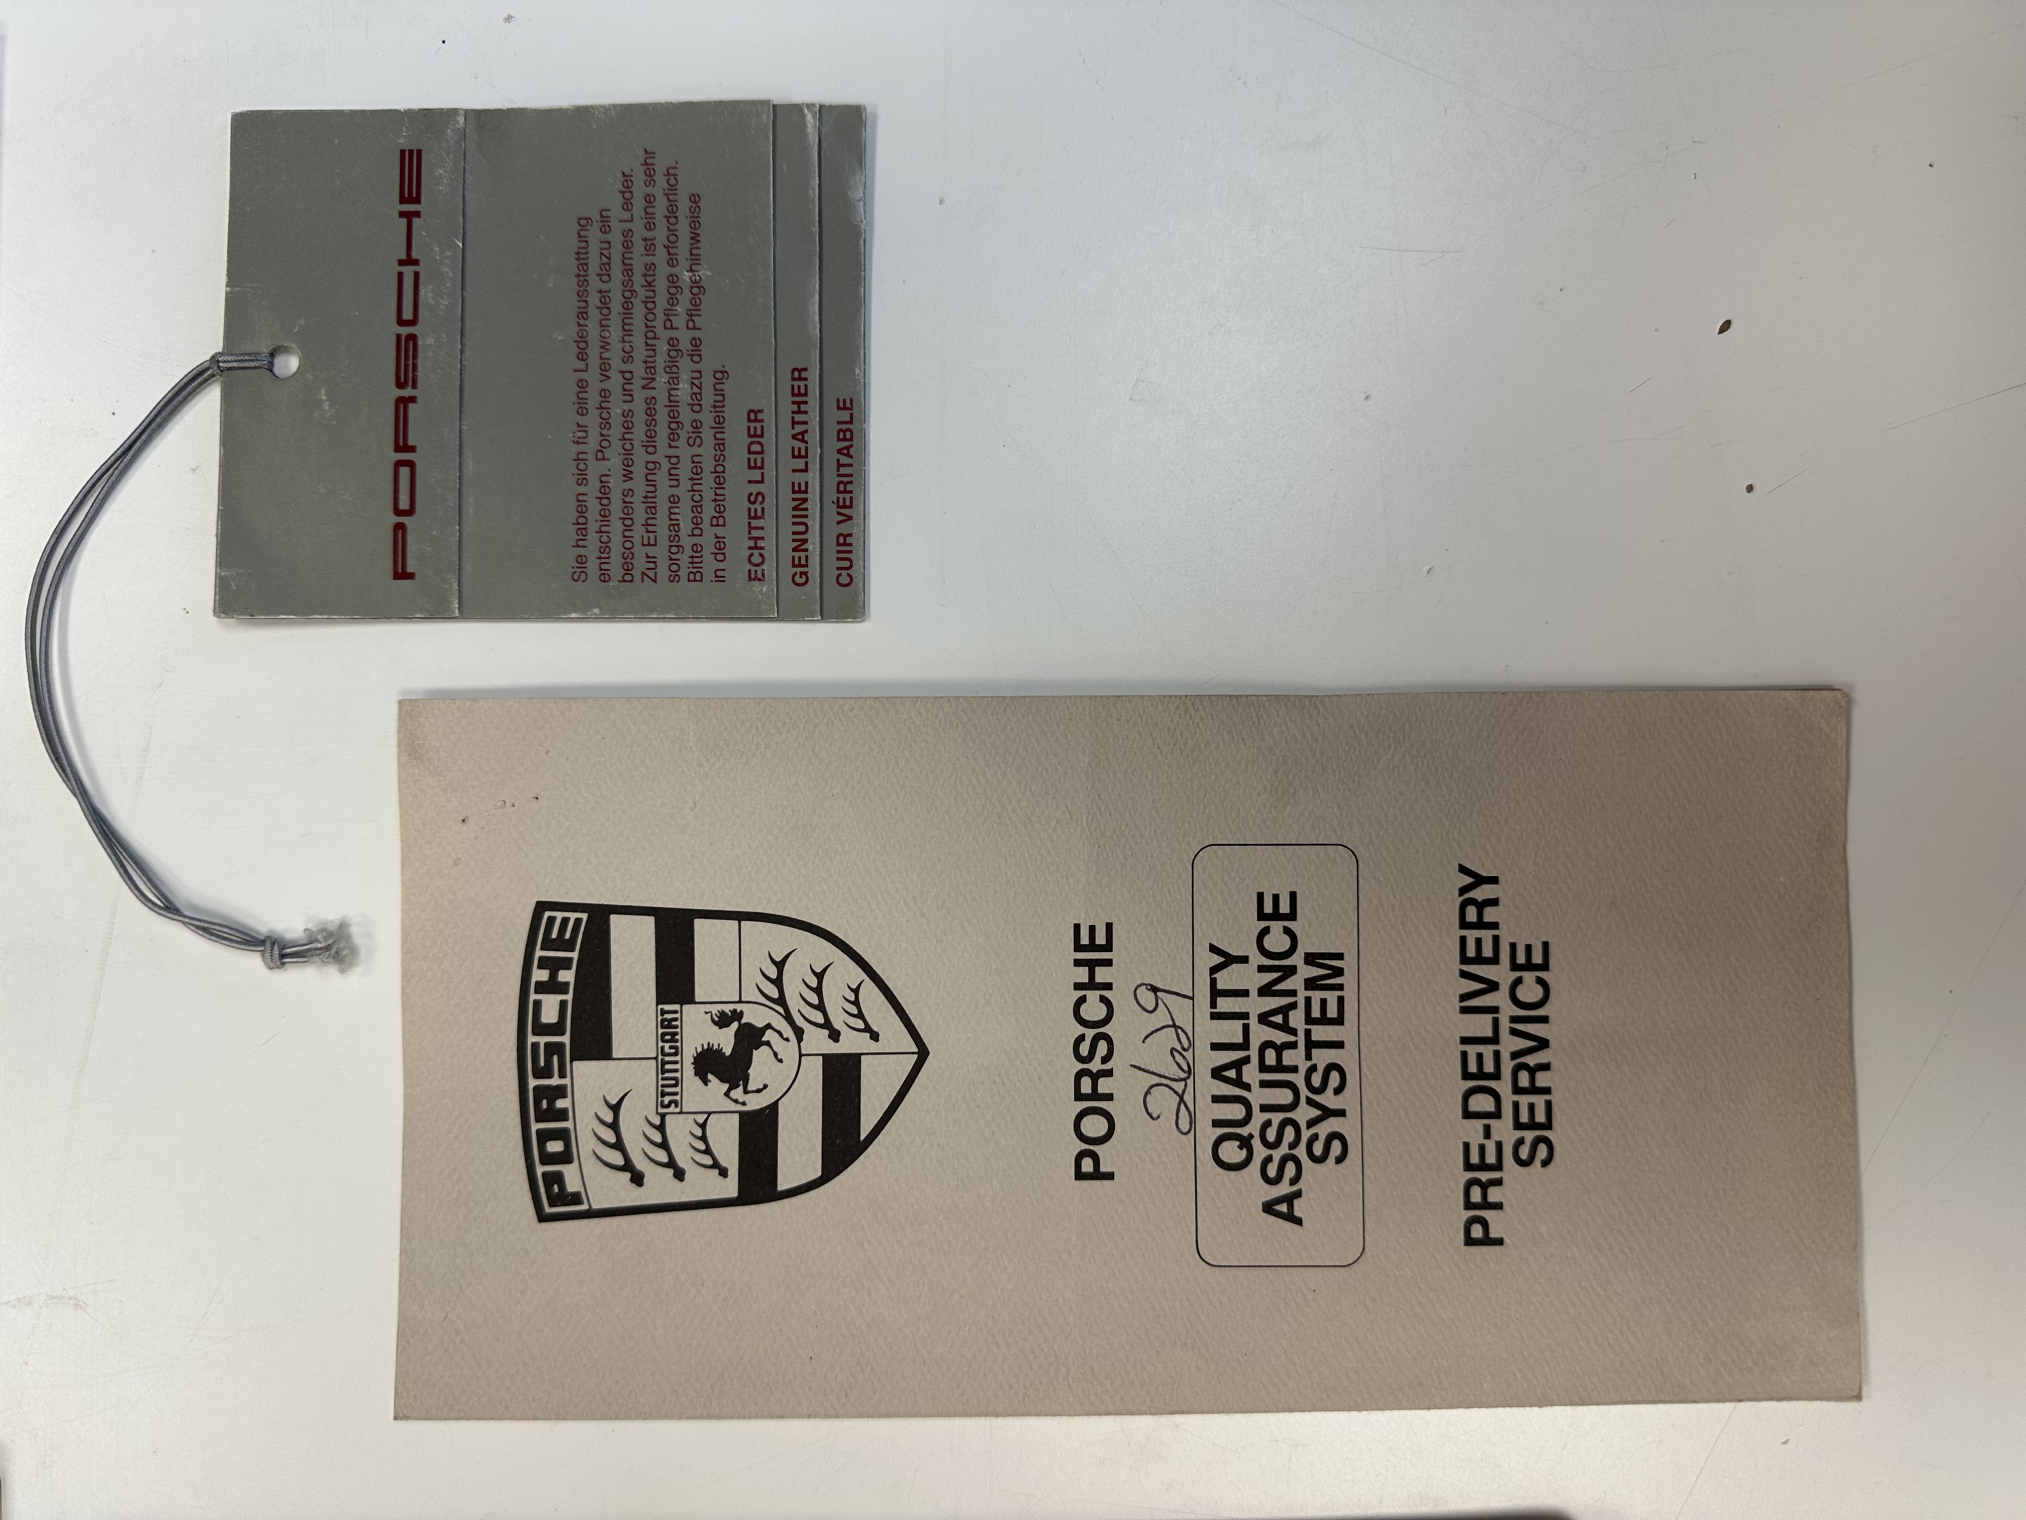 PORSCHE
Sie haben sich für eine Lederausstattung
entschieden. Porsche verwendet dazu ein
besonders weiches und schmiegsames Leder.
Zur Erhaltung dieses Naturprodukts ist eine sehr
sorgsame und regelmäßige Pflege erforderlich.
Bitte beachten Sie dazu die Pflegehinweise
in der Betriebsanleitung.
ECHTES LEDER
GENUINE LEATHER
CUIR VÉRITABLE
PORSCHE
STUTTGART
PORSCHE
2629
QUALITY
ASSURANCE
SYSTEM
PRE-DELIVERY
SERVICE